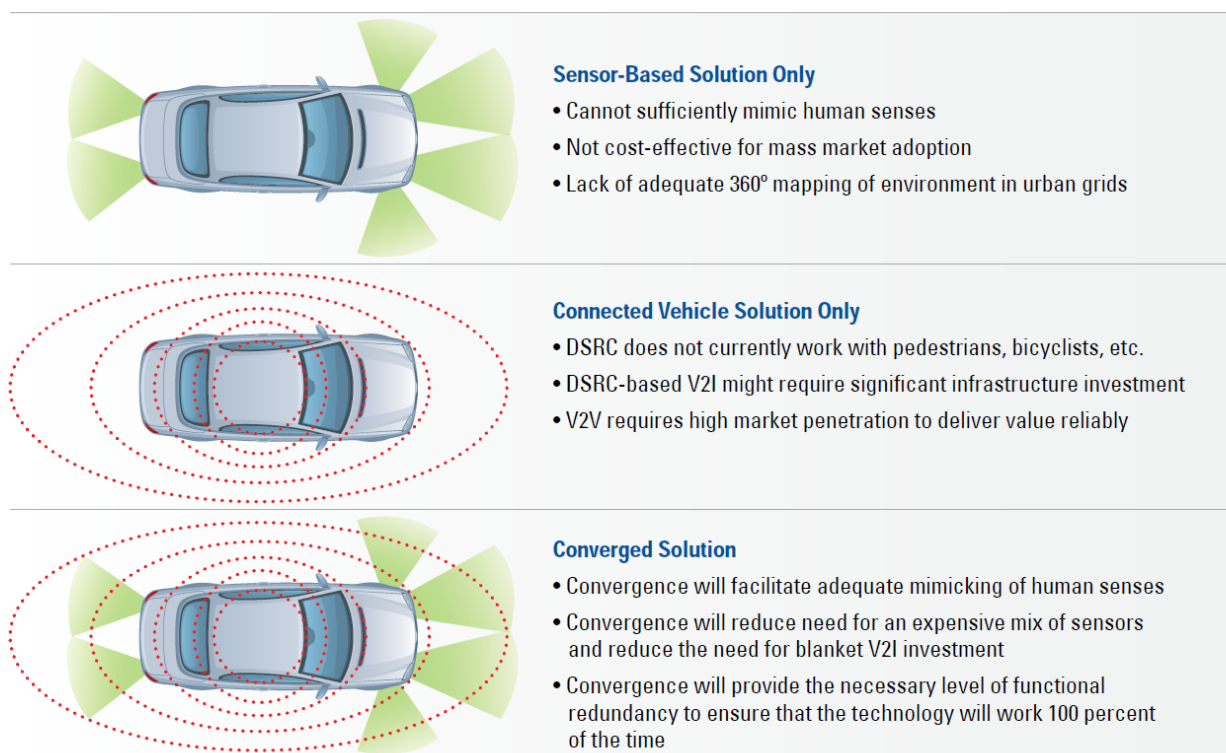 Sensor-Based Solution Only
• Cannot sufficiently mimic human senses
• Not cost-effective for mass market adoption
• Lack of adequate 360º mapping of environment in urban grids
Connected Vehicle Solution Only
• DSRC does not currently work with pedestrians, bicyclists, etc.
• DSRC-based V2I might require significant infrastructure investment
• V2V requires high market penetration to deliver value reliably
Converged Solution
• Convergence will facilitate adequate mimicking of human senses
• Convergence will reduce need for an expensive mix of sensors
and reduce the need for blanket V2I investment
• Convergence will provide the necessary level of functional
redundancy to ensure that the technology will work 100 percent
of the time